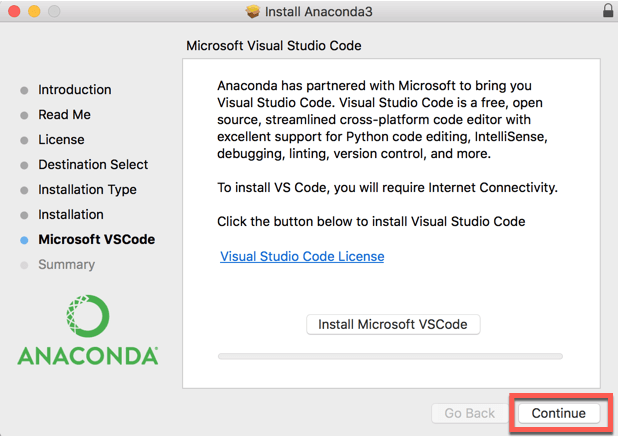 Install Anaconda3
Microsoft Visual Studio Code
Introduction
Read Me
License
Destination Select
Installation Type
Installation
Microsoft VSCode
Summary
ANACONDA®
Anaconda has partnered with Microsoft to bring you
Visual Studio Code. Visual Studio Code is a free, open
source, streamlined cross-platform code editor with
excellent support for Python code editing, IntelliSense,
debugging, linting, version control, and more.
To install VS Code, you will require Internet Connectivity.
Click the button below to install Visual Studio Code
Visual Studio Code License
Install Microsoft VSCode
Go Back
Continue